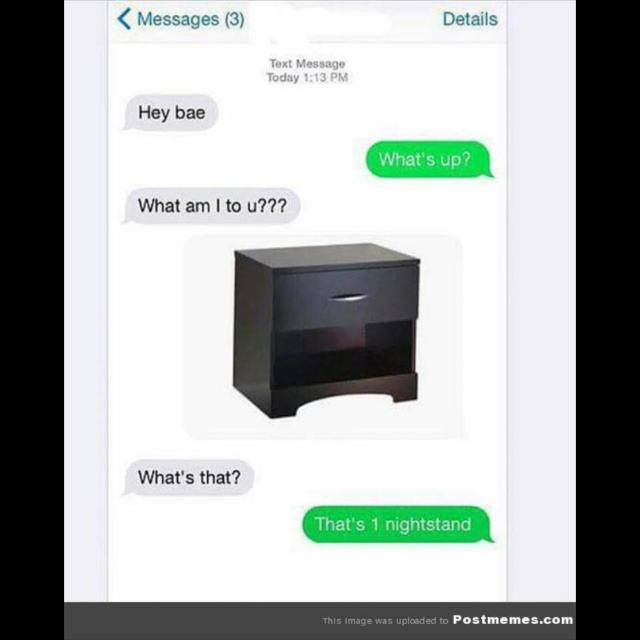 Messages (3)
Details
Text Message
Today 1:13 PM
Hey bae
What's up?
What am I to u???
What's that?
That's 1 nightstand
This image was uploaded to Postmemes.com